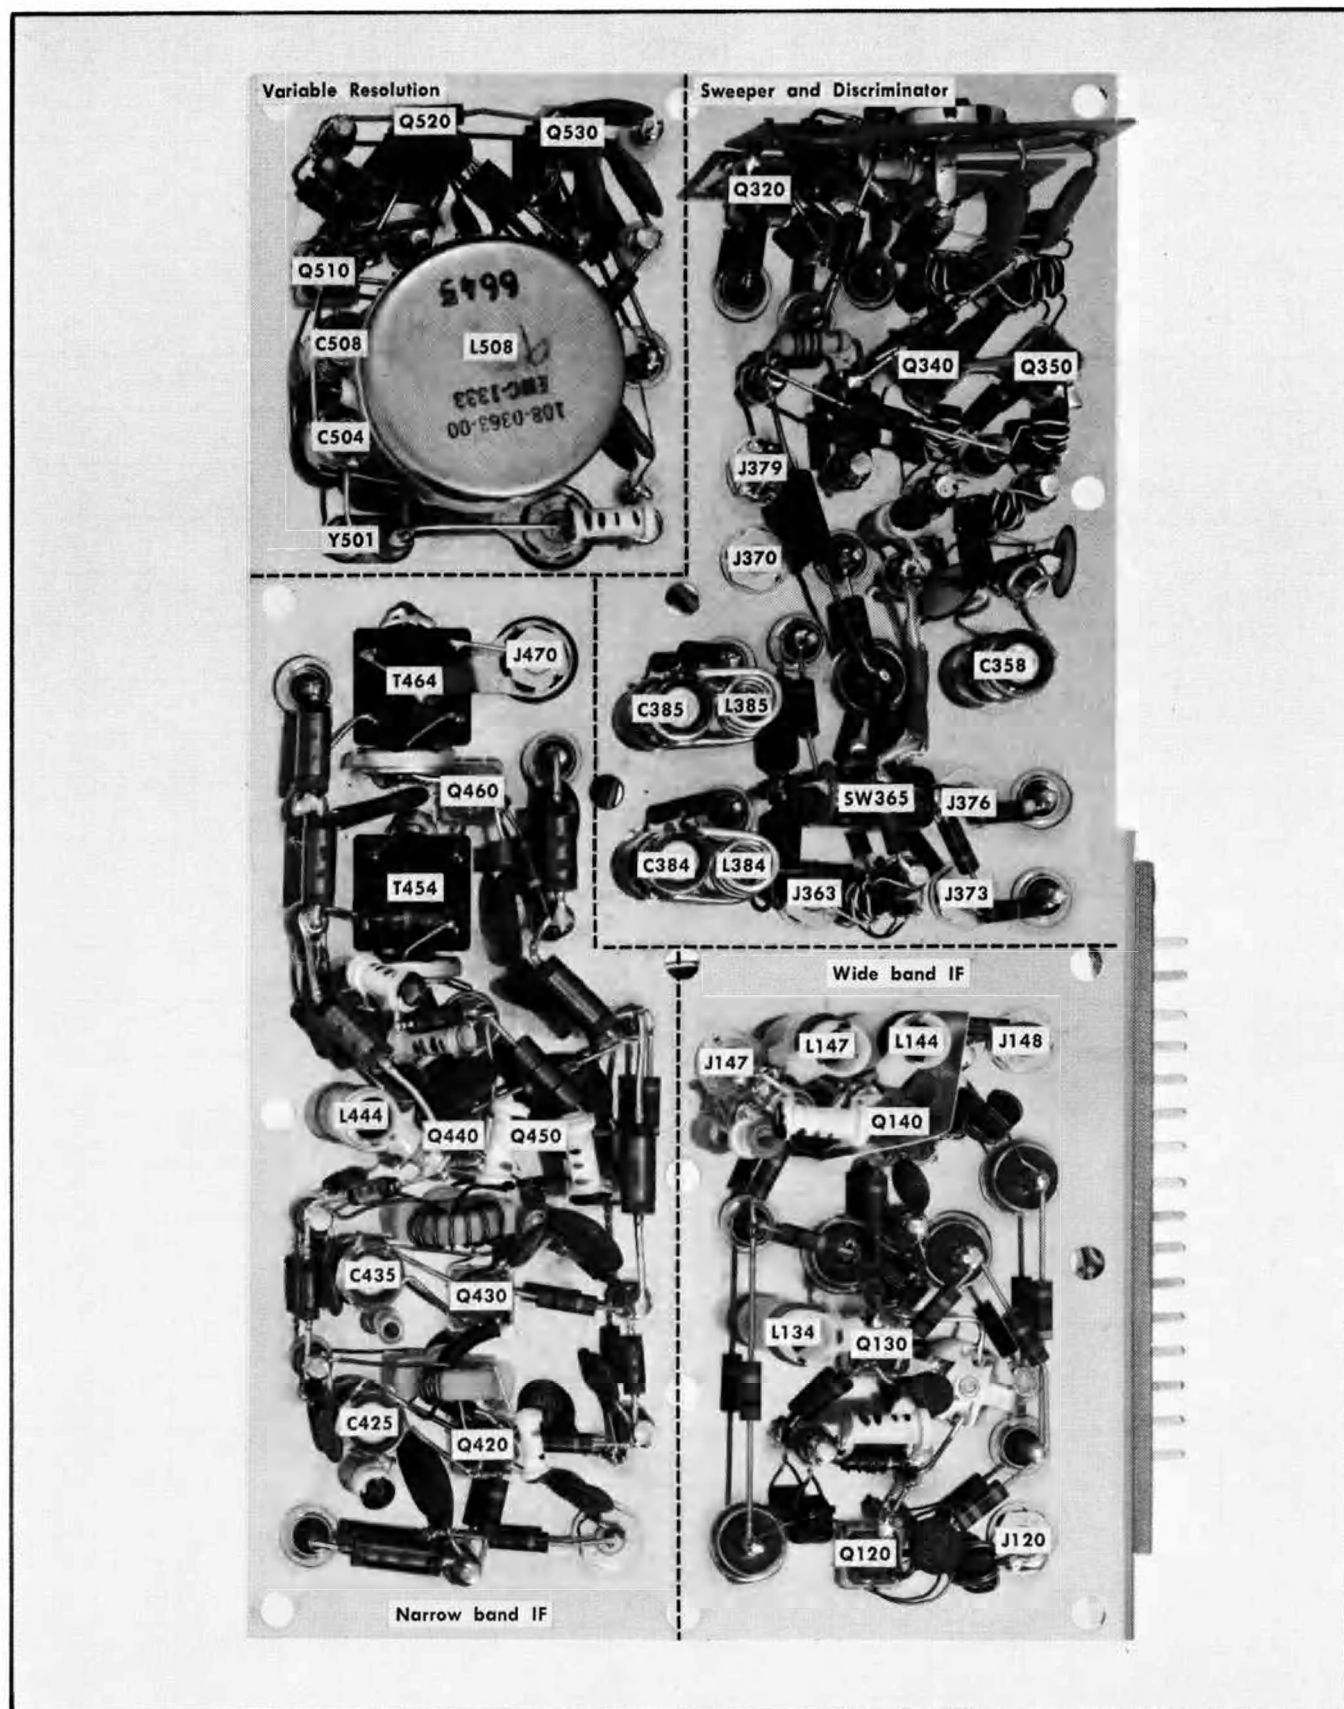 Variable Resolution
Q520
Q530
Q510
6645
C508
L508
EWC-1333
108-0363-00
C504
Y501
Sweeper and Discriminator
Q320
Q340
Q350
J379
J370
C358
C385
L385
SW365
J376
C384
L384
J363
J373
T464
J470
Q460
T454
L444
Q440
Q450
C435
Q430
C425
Q420
Narrow band IF
Wide band IF
J147
L147
L144
J148
Q140
L134
Q130
Q120
J120